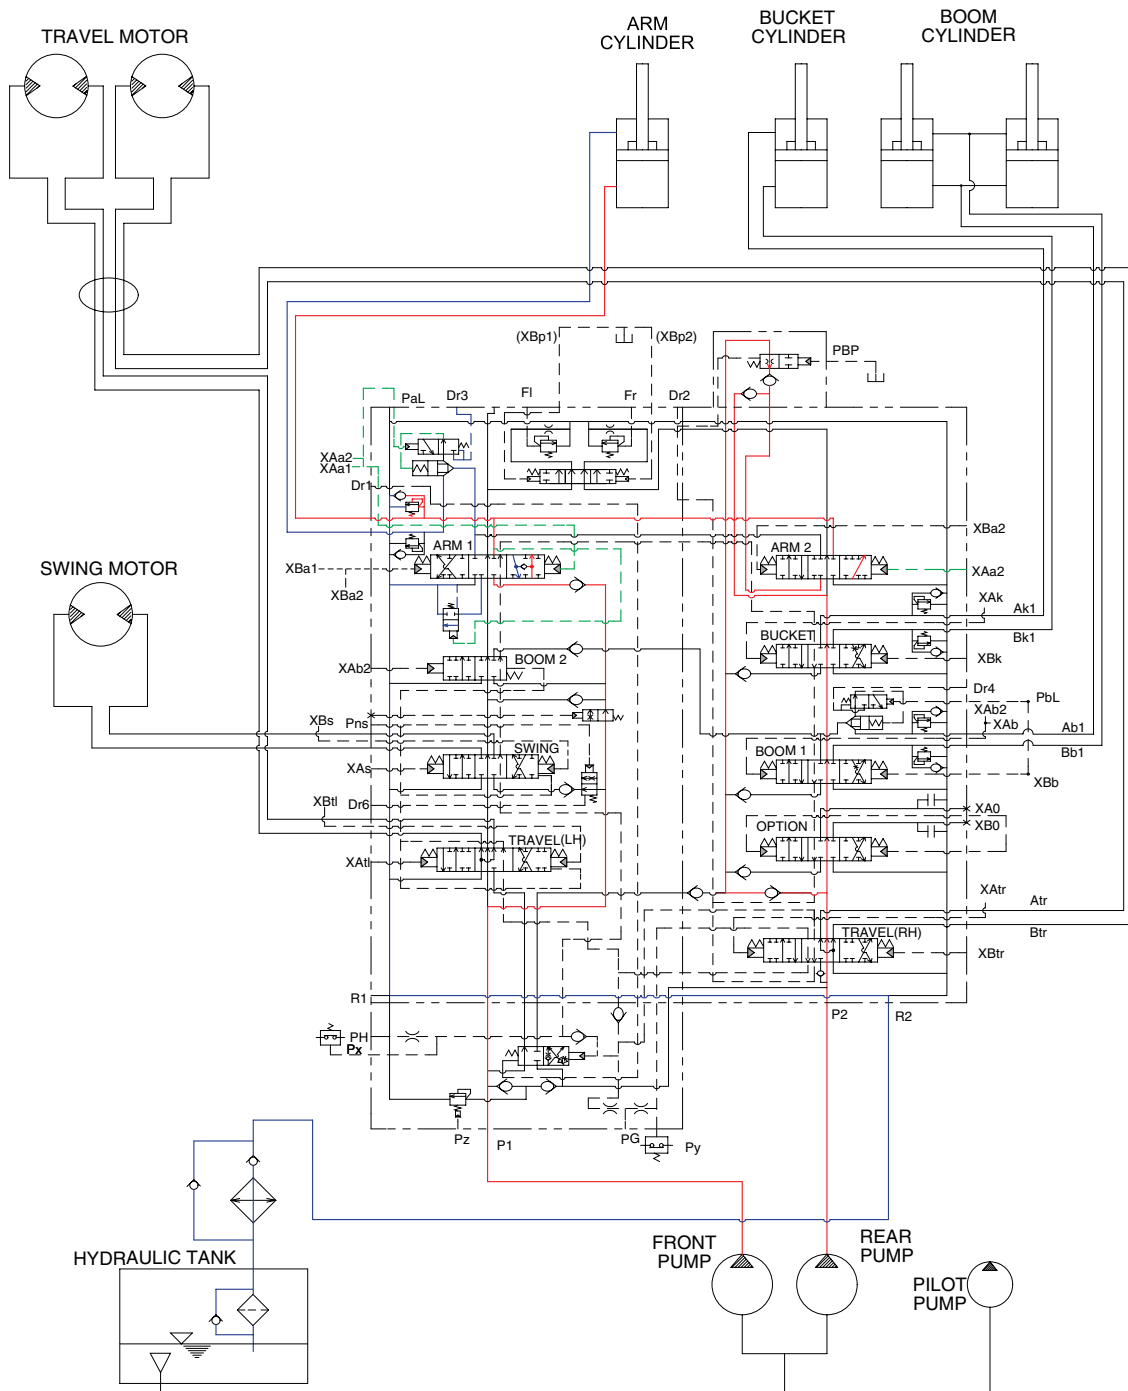 TRAVEL MOTOR
ARM
CYLINDER
BUCKET
CYLINDER
BOOM
CYLINDER
(XBp1)
(XBp2)
PBP
PaL
Dr3
Fl
Fr
Dr2
XAa2
XAa1
Dr1
XBa2
ARM 1
ARM 2
SWING MOTOR
XBa1
XBa2
XAa2
XAk
Ak1
BUCKET
Bk1
XAb2
BOOM 2
XBk
Dr4
PbL
XAb2
XBs
Pns
XAb
Ab1
SWING
BOOM 1
Bb1
XAs
XBb
XBtl
Dr6
XA0
XB0
OPTION
TRAVEL(LH)
XAtl
XAtr
Atr
Btr
TRAVEL(RH)
XBtr
R1
P2
R2
PH
Px
Pz
P1
PG
Py
HYDRAULIC TANK
FRONT
PUMP
REAR
PUMP
PILOT
PUMP